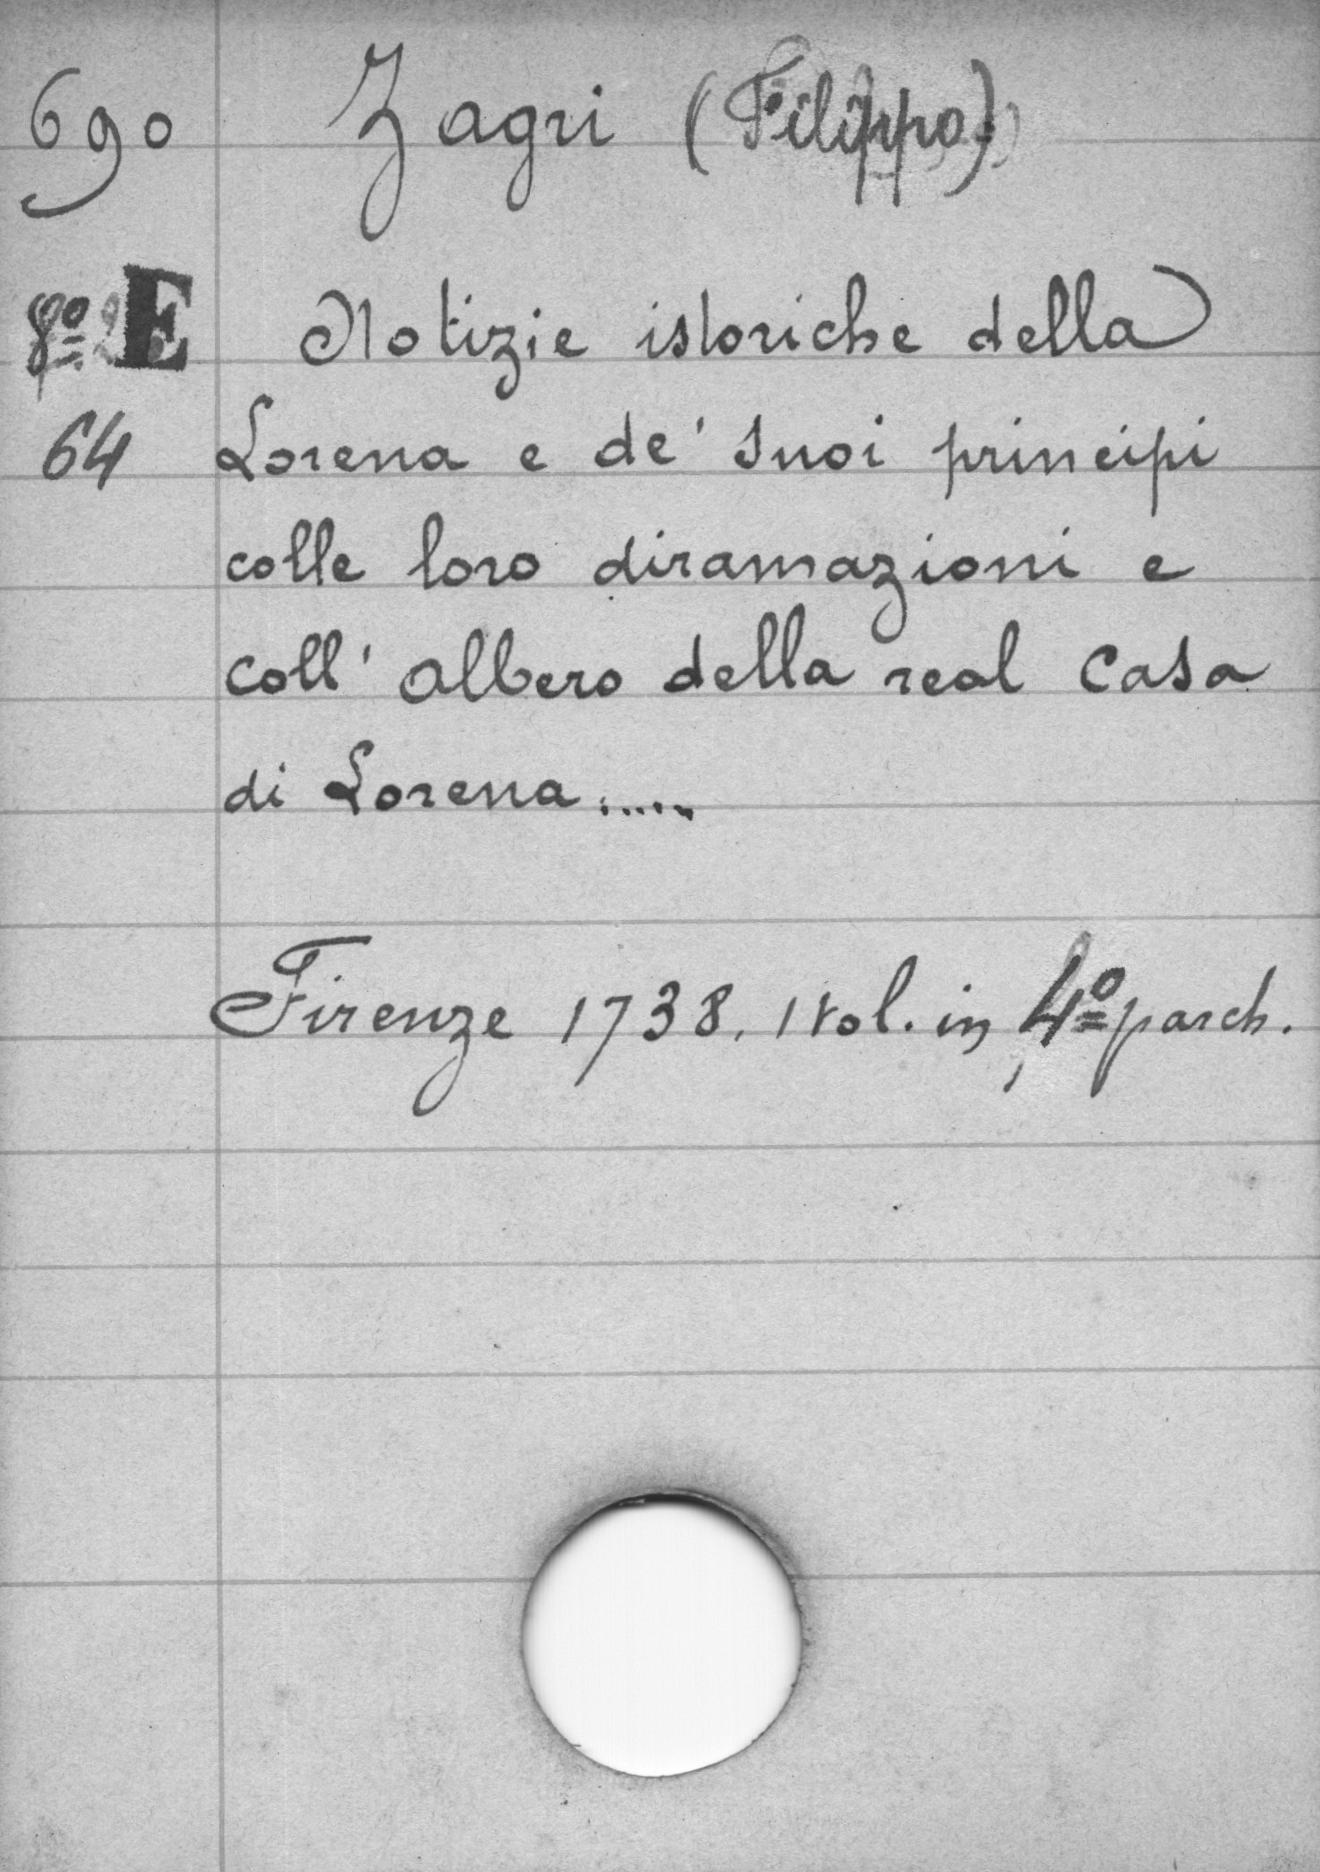 690 Zagri (Filippo)
8º E Notizie istoriche della
64 Lorena e de' suoi principi
colle loro diramazioni e
coll' albero della real Casa
di Lorena.....
Firenze 1738. 1 vol. in 4º parch.